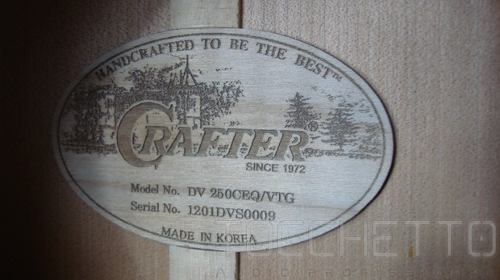 HANDCRAFTED TO BE THE BEST™
CRAFTER®
SINCE 1972
Model No. DV 250CEQ/VTG
Serial No. 1201DVS0009
MADE IN KOREA